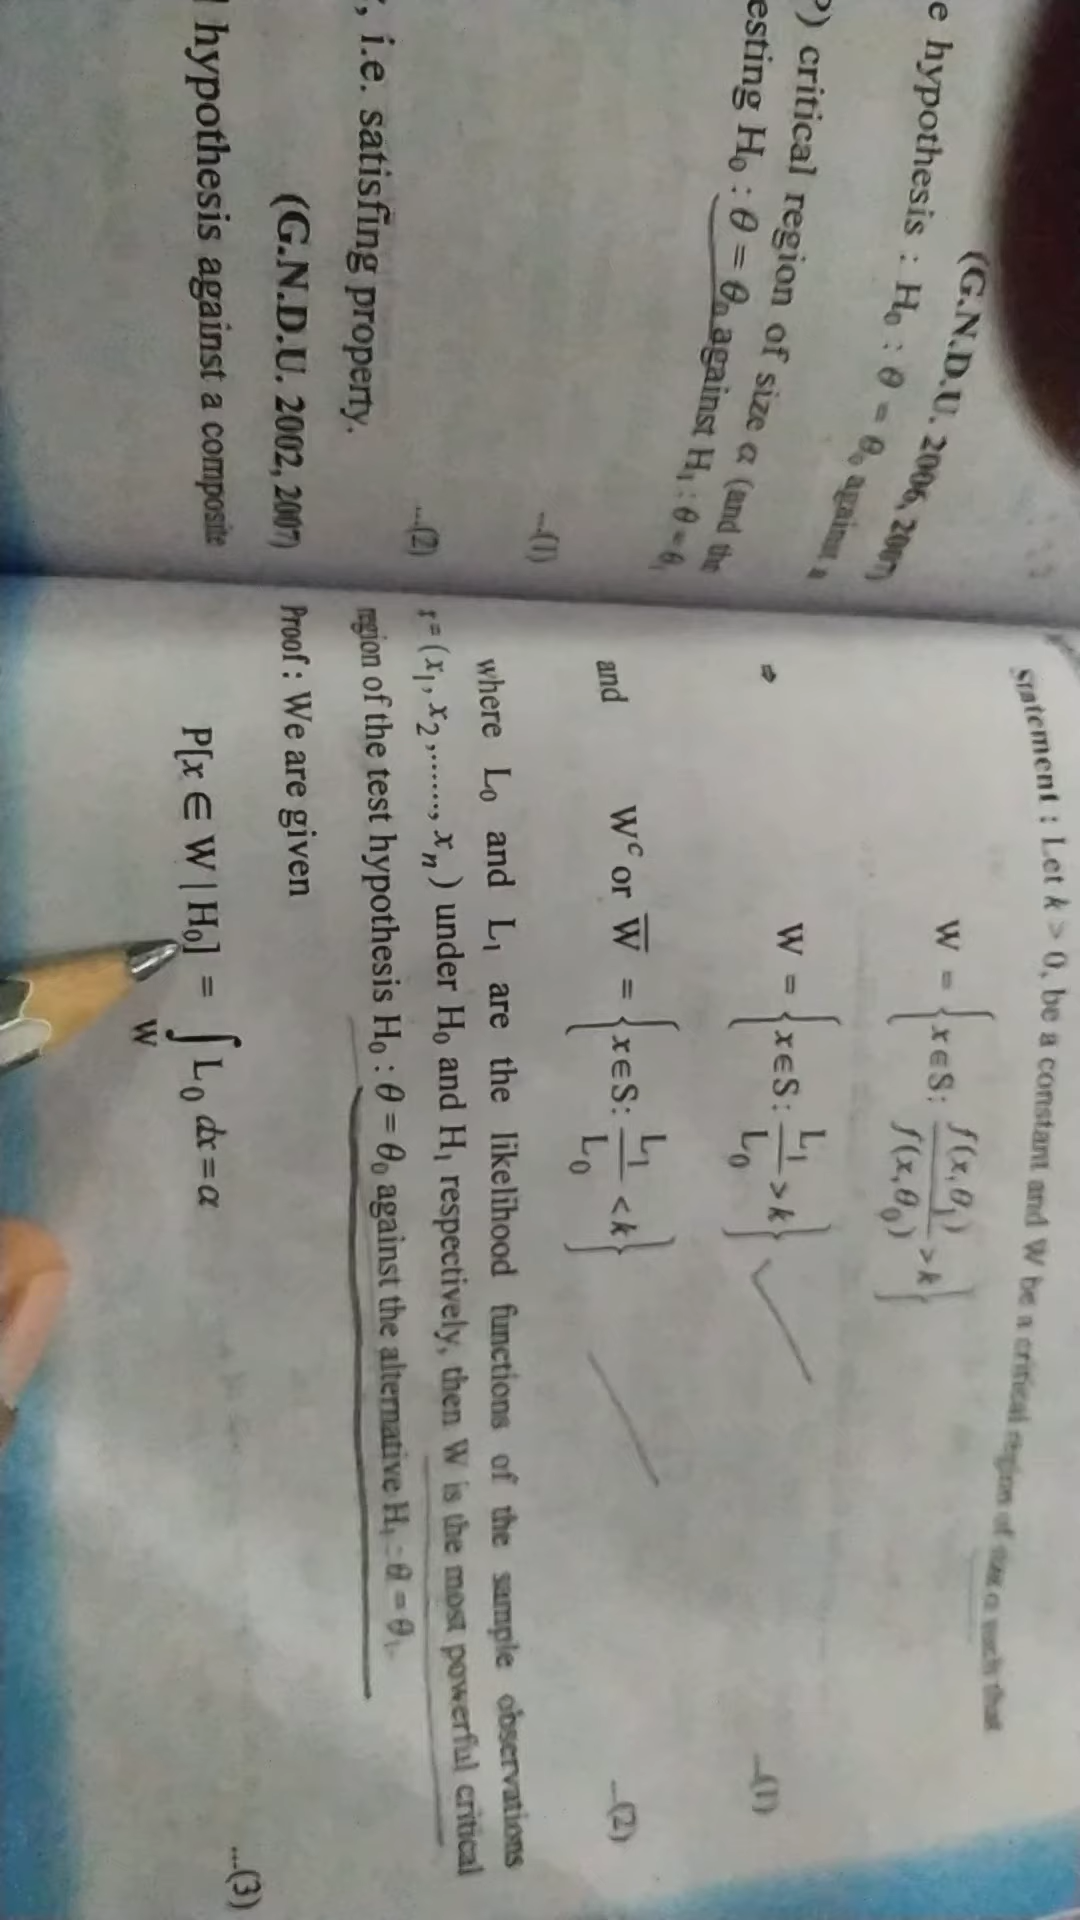 (G.N.D.U. 2006, 2007)
e hypothesis : H₀ : θ = θ₀ against a
P) critical region of size α (and the
esting H₀ : θ = θ₀ against H₁ : θ = θ₁
...(1)
...(2)
, i.e. satisfing property.
(G.N.D.U. 2002, 2007)
hypothesis against a composite
Statement : Let k > 0, be a constant and W be a critical region of size α such that
W = { x∈S : f(x, θ₁) / f(x, θ₀) > k }
⇒ W = { x∈S : L₁ / L₀ > k } ...(1)
and Wᶜ or W̅ = { x∈S : L₁ / L₀ < k } ...(2)
where L₀ and L₁ are the likelihood functions of the sample observations
= (x₁, x₂, ......, xₙ) under H₀ and H₁ respectively, then W is the most powerful critical
region of the test hypothesis H₀ : θ = θ₀ against the alternative H₁ : θ = θ₁.
Proof : We are given
P[x ∈ W | H₀] = ∫ L₀ dx = α ...(3)
W